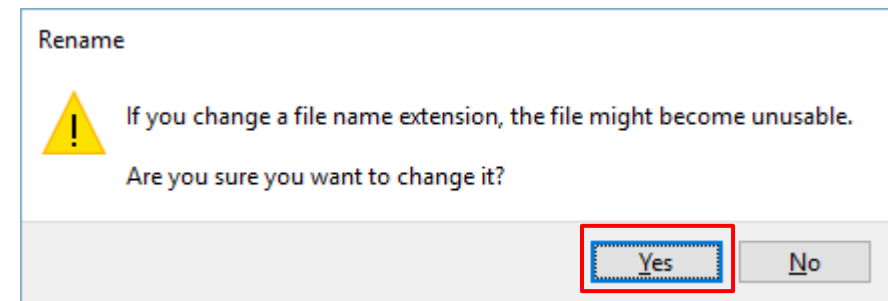 Rename
If you change a file name extension, the file might become unusable.
Are you sure you want to change it?
Yes No